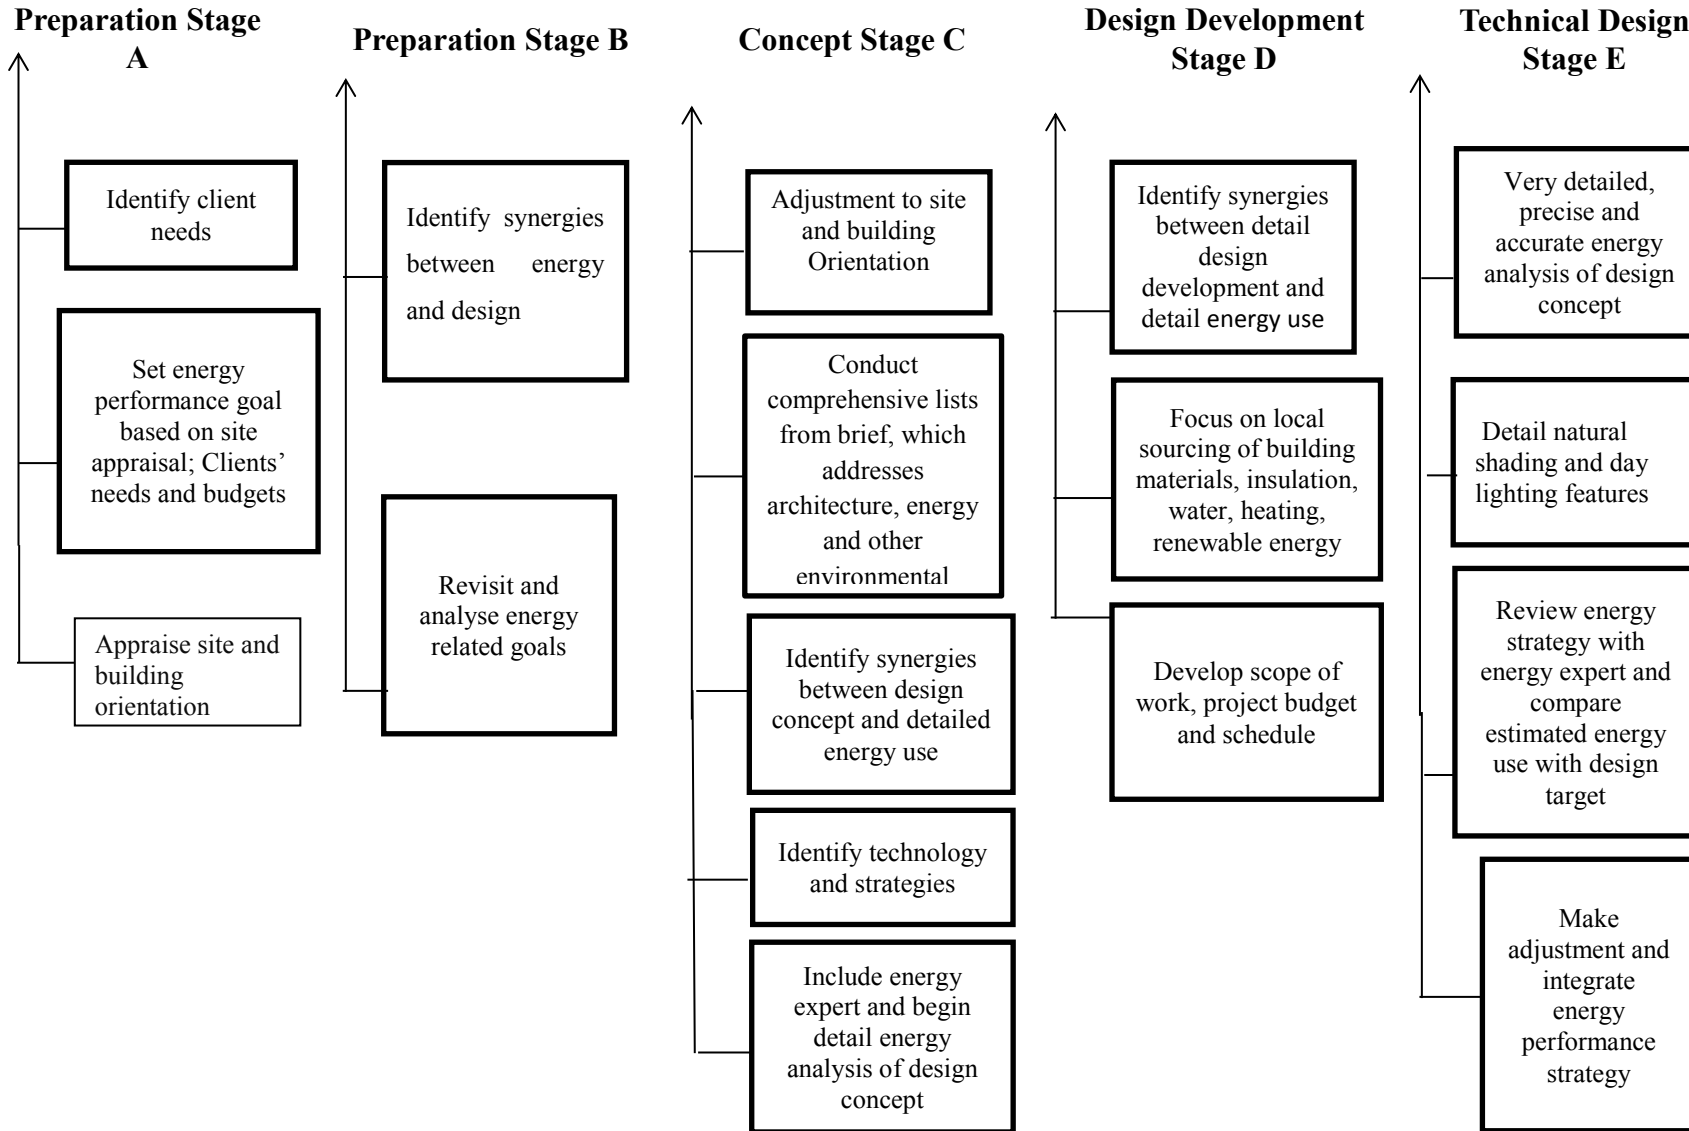 Preparation Stage
A
Identify client
needs
Set energy
performance goal
based on site
appraisal; Clients’
needs and budgets
Appraise site and
building
orientation
Preparation Stage B
Identify synergies
between energy
and design
Revisit and
analyse energy
related goals
Concept Stage C
Adjustment to site
and building
Orientation
Conduct
comprehensive lists
from brief, which
addresses
architecture, energy
and other
environmental
Identify synergies
between design
concept and detailed
energy use
Identify technology
and strategies
Include energy
expert and begin
detail energy
analysis of design
concept
Design Development
Stage D
Identify synergies
between detail
design
development and
detail energy use
Focus on local
sourcing of building
materials, insulation,
water, heating,
renewable energy
Develop scope of
work, project budget
and schedule
Technical Design
Stage E
Very detailed,
precise and
accurate energy
analysis of design
concept
Detail natural
shading and day
lighting features
Review energy
strategy with
energy expert and
compare
estimated energy
use with design
target
Make
adjustment and
integrate
energy
performance
strategy